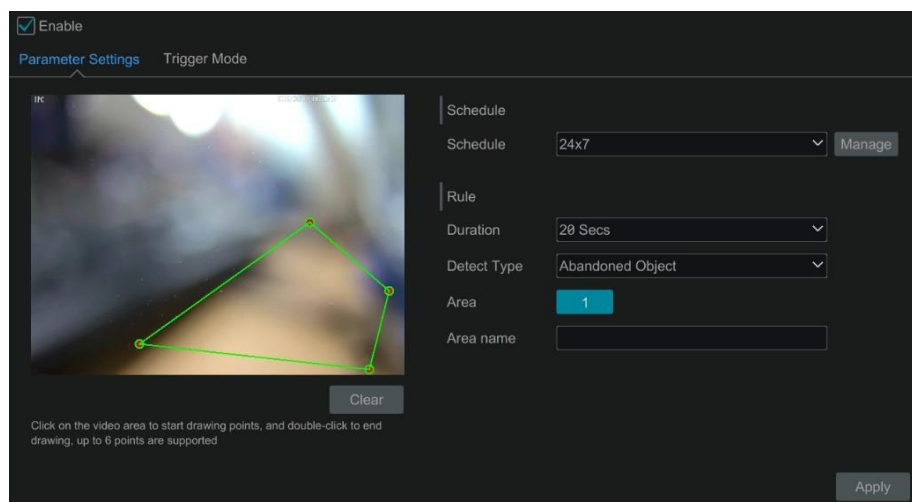 Enable
Parameter Settings Trigger Mode
IPC
Schedule
Schedule 24x7 Manage
Rule
Duration 20 Secs
Detect Type Abandoned Object
Area 1
Area name
Clear
Click on the video area to start drawing points, and double-click to end
drawing, up to 6 points are supported
Apply